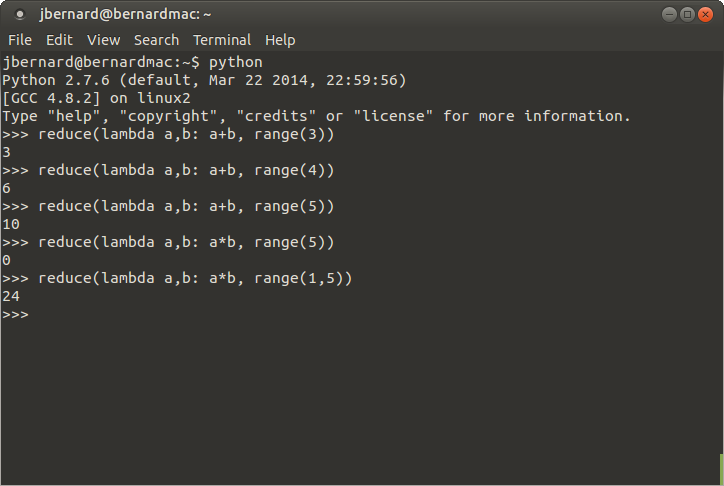 jbernard@bernardmac: ~
File Edit View Search Terminal Help
jbernard@bernardmac:~$ python
Python 2.7.6 (default, Mar 22 2014, 22:59:56)
[GCC 4.8.2] on linux2
Type "help", "copyright", "credits" or "license" for more information.
>>> reduce(lambda a,b: a+b, range(3))
3
>>> reduce(lambda a,b: a+b, range(4))
6
>>> reduce(lambda a,b: a+b, range(5))
10
>>> reduce(lambda a,b: a*b, range(5))
0
>>> reduce(lambda a,b: a*b, range(1,5))
24
>>>